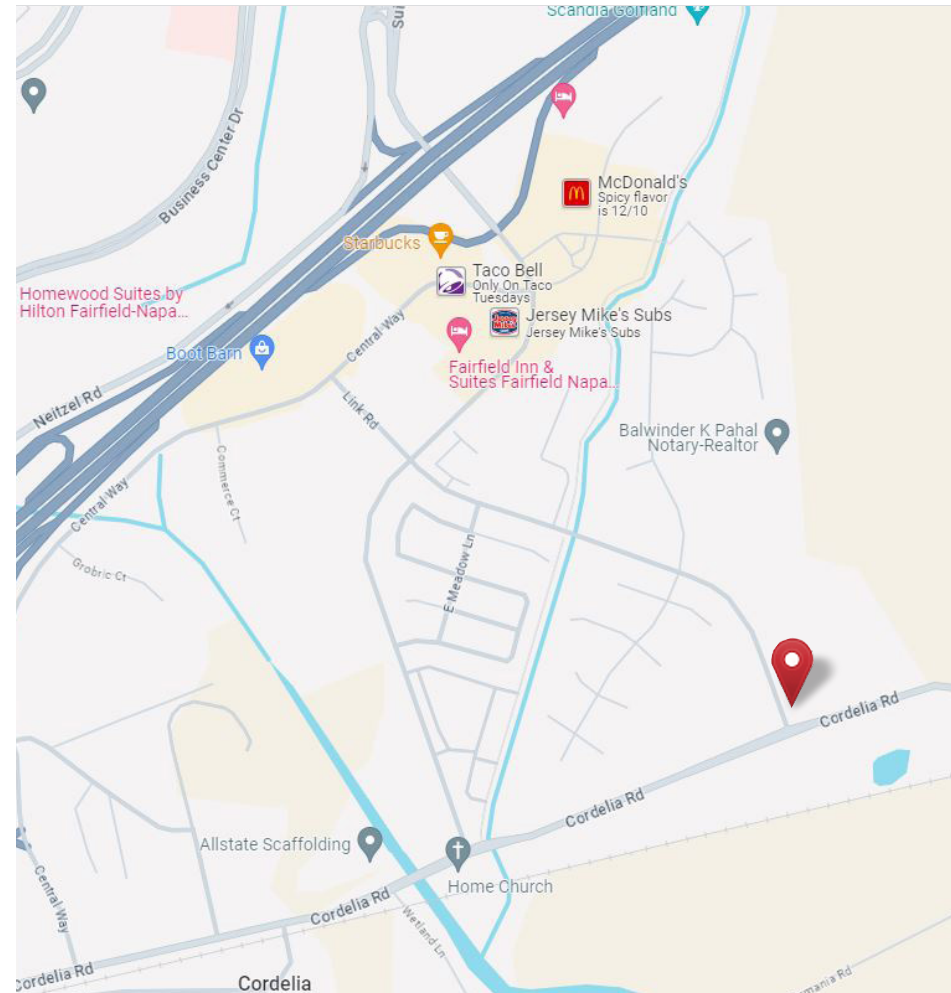 Scandia Golfland
Sui
Business Center Dr
McDonald's
Spicy flavor
is 12/10
Starbucks
Taco Bell
Only On Taco
Tuesdays
Homewood Suites by
Hilton Fairfield-Napa...
Jersey Mike's Subs
Jersey Mike's Subs
Central Way
Boot Barn
Fairfield Inn &
Suites Fairfield Napa...
Neitzel Rd
Link Rd
Balwinder K Pahal
Notary-Realtor
Commerce Ct
Central Way
Grobric Ct
E Meadow Ln
Cordelia Rd
Cordelia Rd
Allstate Scaffolding
Home Church
Central Way
Cordelia Rd
Wetland Ln
Cordelia Rd
Cordelia
mania Rd